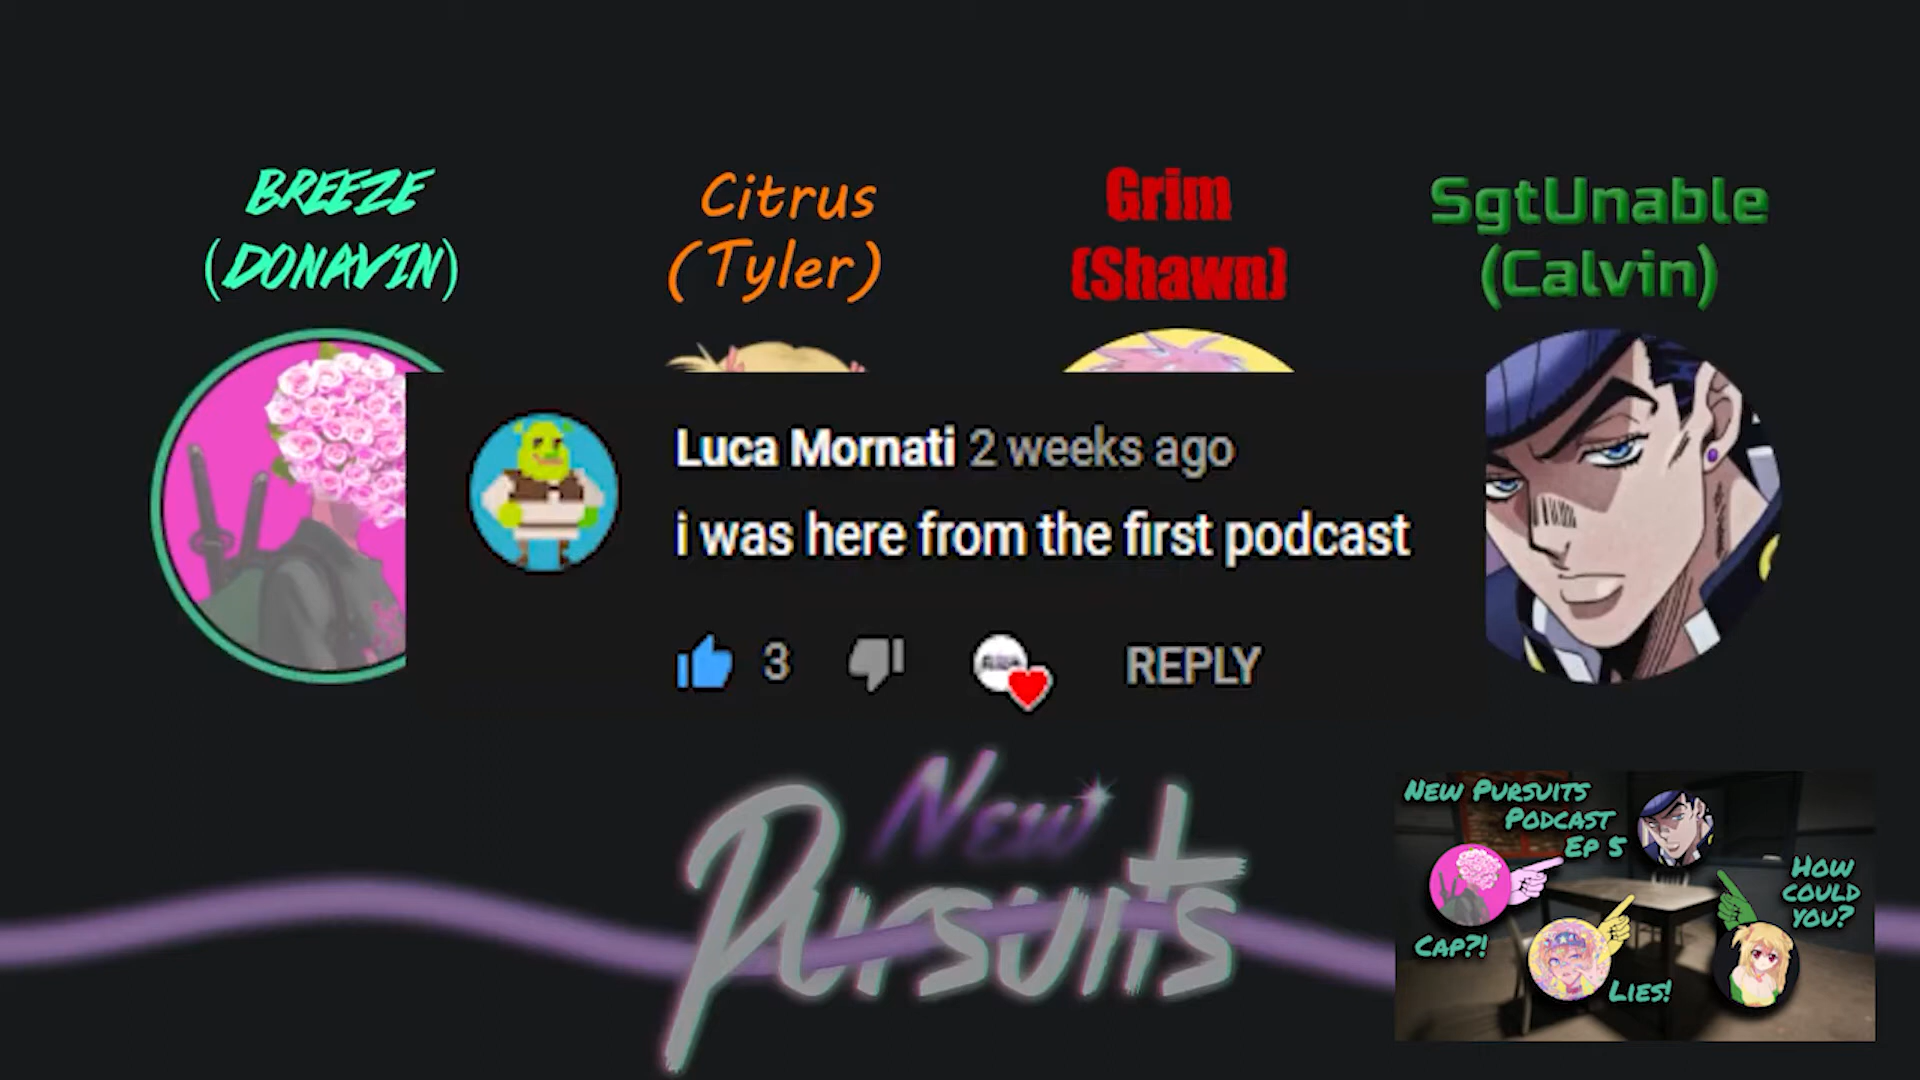 BREEZE
(DONAVIN)
Citrus
(Tyler)
Grim
(Shawn)
SgtUnable
(Calvin)
Luca Mornati 2 weeks ago
i was here from the first podcast
3
REPLY
New
Pursuits
New Pursuits
Podcast
Ep 5
How
could
you?
Cap?!
Lies!